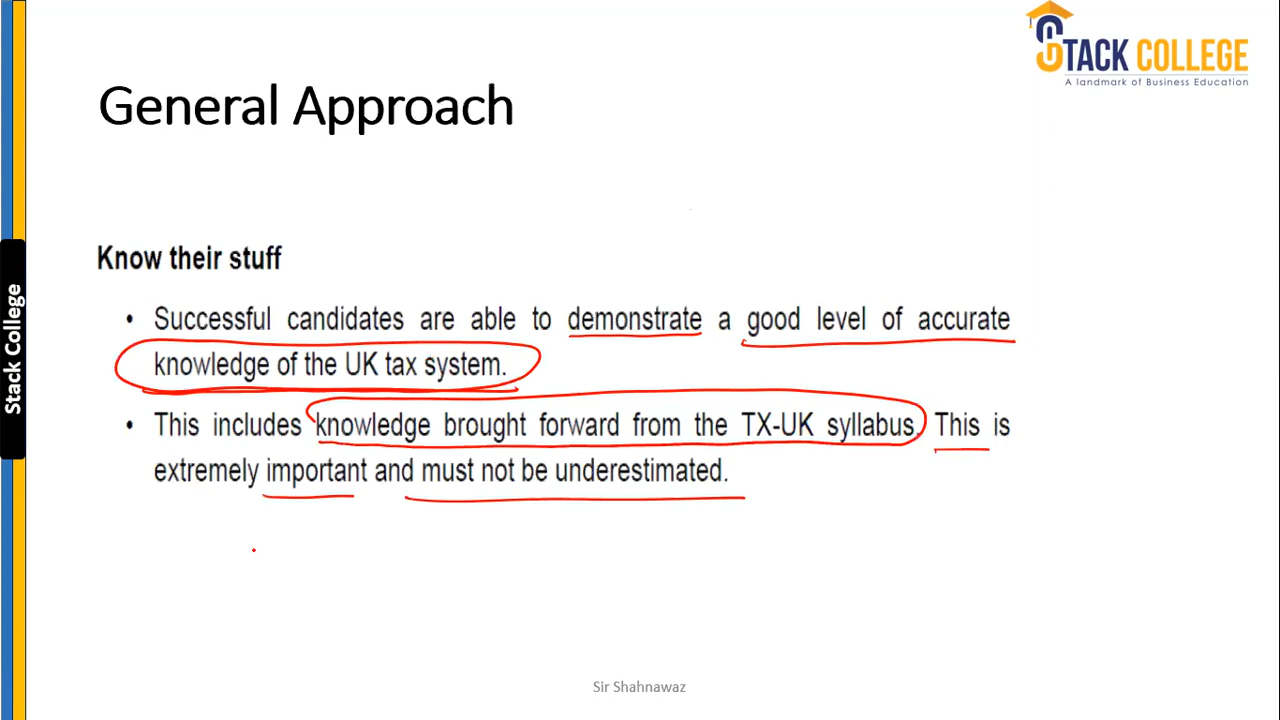 STACK COLLEGE
A landmark of Business Education
General Approach
Know their stuff
• Successful candidates are able to demonstrate a good level of accurate
knowledge of the UK tax system.
• This includes knowledge brought forward from the TX-UK syllabus. This is
extremely important and must not be underestimated.
Stack College
Sir Shahnawaz